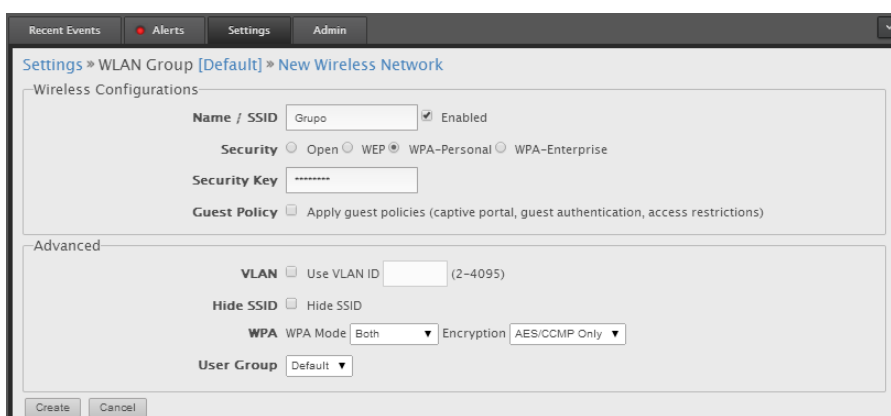 Recent Events Alerts Settings Admin
Settings » WLAN Group [Default] » New Wireless Network
Wireless Configurations
Name / SSID Grupo Enabled
Security Open WEP WPA-Personal WPA-Enterprise
Security Key ********
Guest Policy Apply guest policies (captive portal, guest authentication, access restrictions)
Advanced
VLAN Use VLAN ID (2-4095)
Hide SSID Hide SSID
WPA WPA Mode Both Encryption AES/CCMP Only
User Group Default
Create Cancel